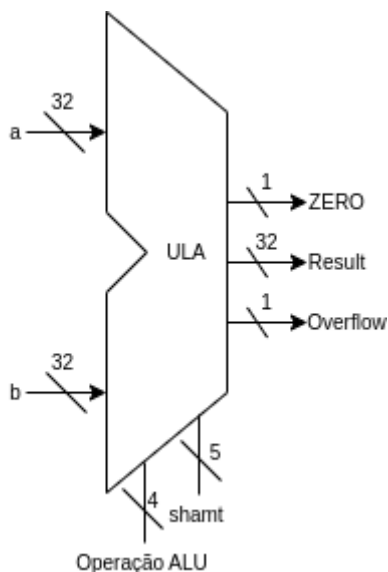 32
a
1
ZERO
ULA
32
Result
1
Overflow
32
b
5
4
shamt
Operação ALU